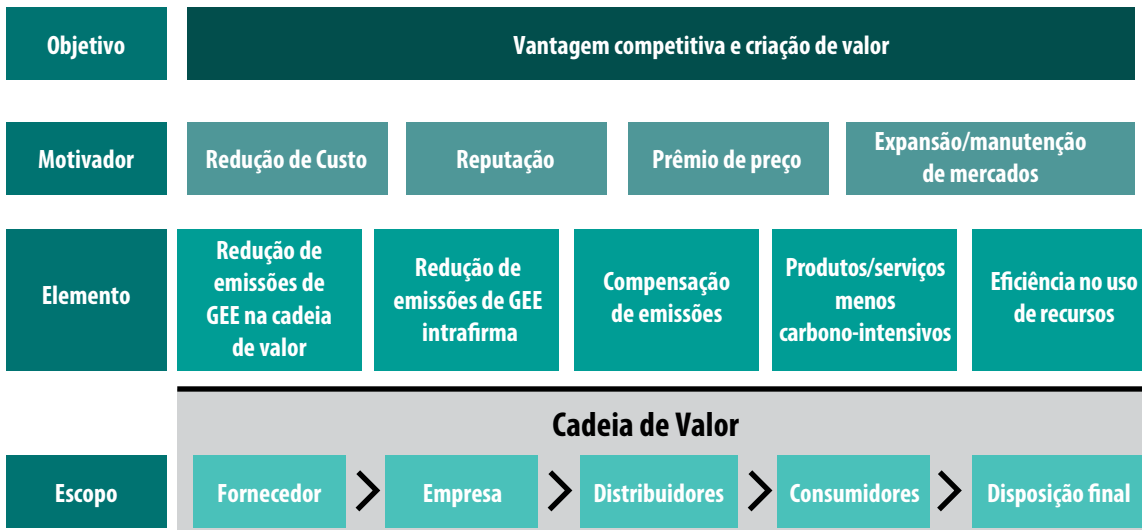 Objetivo
Vantagem competitiva e criação de valor
Motivador
Redução de Custo
Reputação
Prêmio de preço
Expansão/manutenção
de mercados
Elemento
Redução de
emissões de
GEE na cadeia
de valor
Redução de
emissões de GEE
intrafirma
Compensação
de emissões
Produtos/serviços
menos
carbono-intensivos
Eficiência no uso
de recursos
Cadeia de Valor
Escopo
Fornecedor
Empresa
Distribuidores
Consumidores
Disposição final